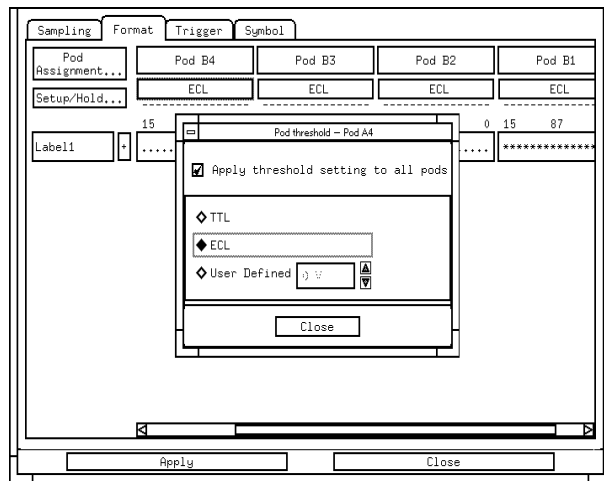 Sampling Format Trigger Symbol
Pod Assignment... Pod B4 Pod B3 Pod B2 Pod B1
Setup/Hold... ECL ECL ECL ECL
15 0 15 87
Label1 + ..... .... **************
Pod threshold — Pod A4
Apply threshold setting to all pods
TTL
ECL
User Defined 0 V
Close
Apply Close